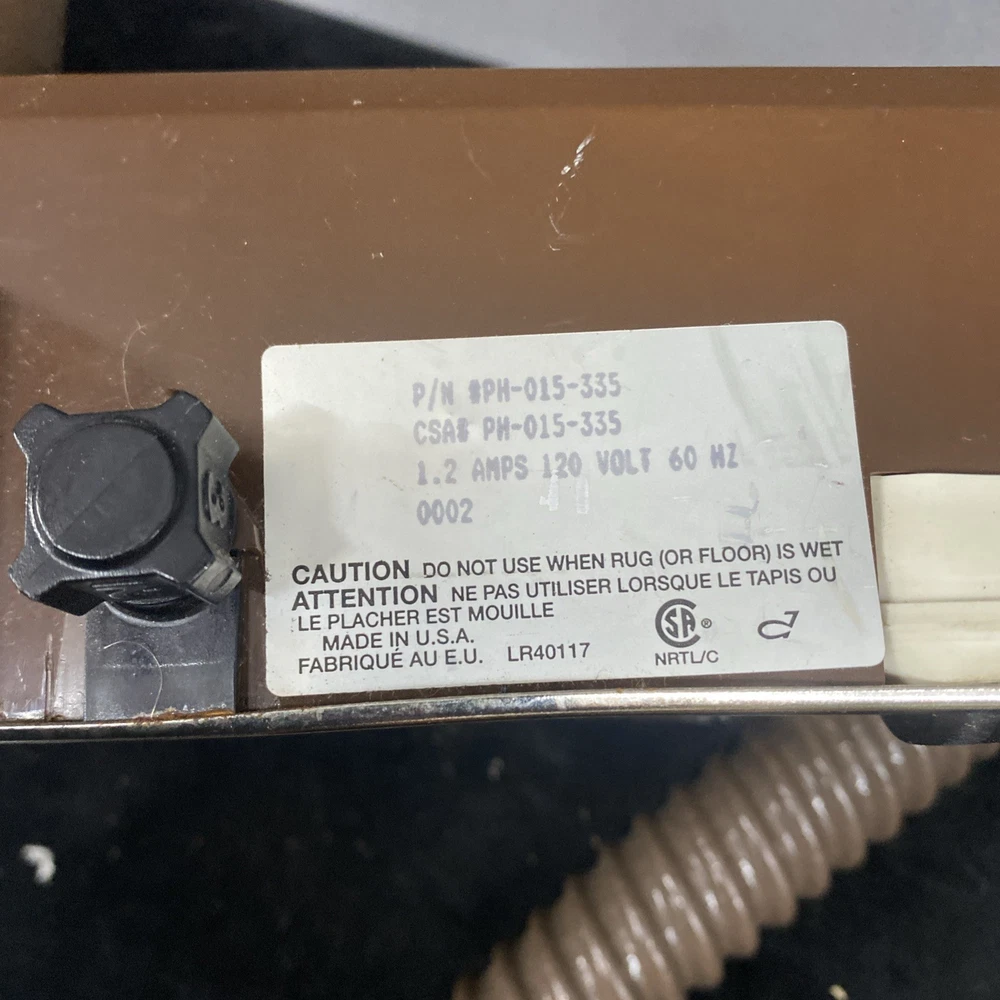 P/N #PH-015-335
CSA# PH-015-335
1.2 AMPS 120 VOLT 60 HZ
0002
CAUTION DO NOT USE WHEN RUG (OR FLOOR) IS WET
ATTENTION NE PAS UTILISER LORSQUE LE TAPIS OU
LE PLACHER EST MOUILLE
MADE IN U.S.A.
FABRIQUÉ AU E.U. LR40117
CSA ®
NRTL/C